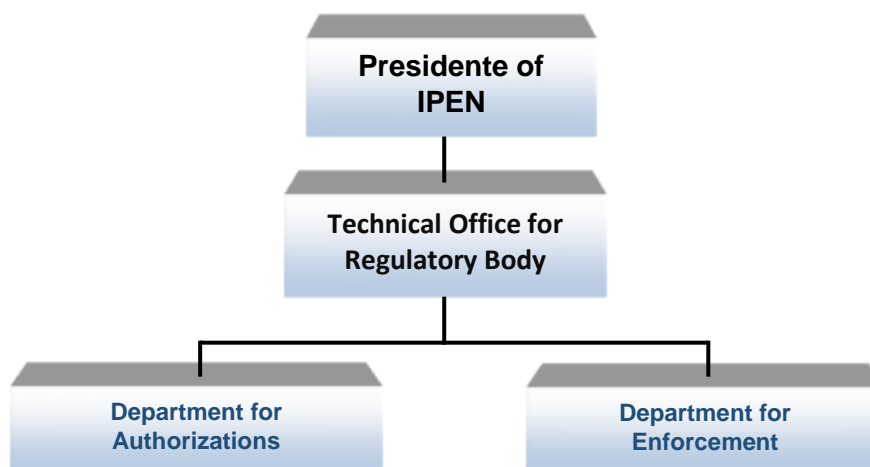 Presidente of
IPEN
Technical Office for
Regulatory Body
Department for
Authorizations
Department for
Enforcement